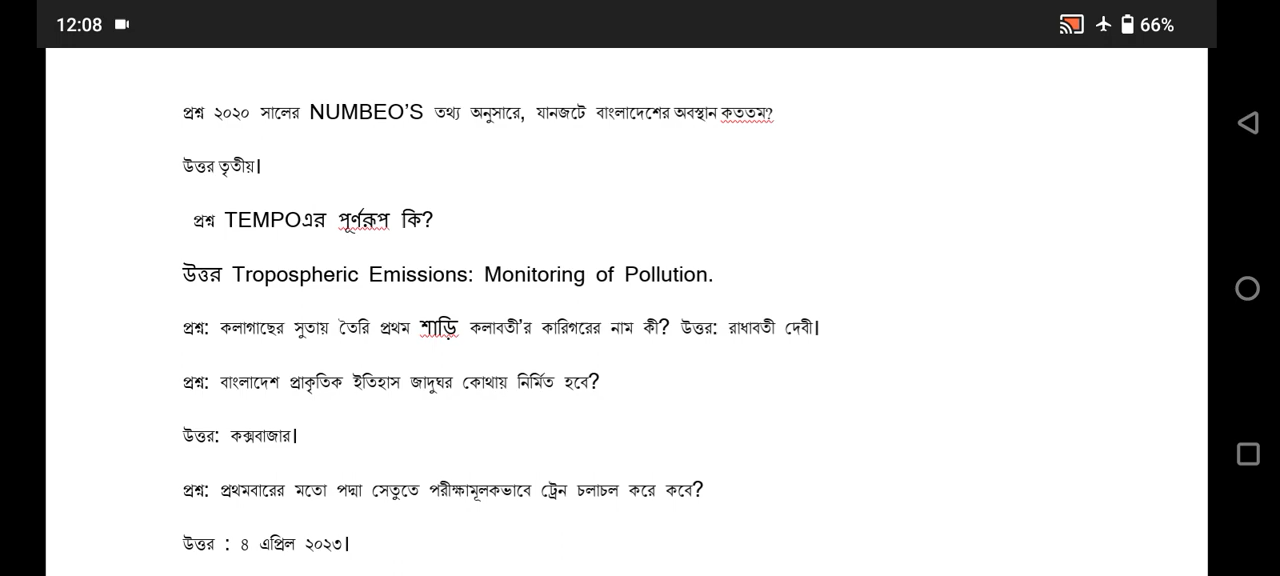 12:08
66%
প্রশ্ন ২০২০ সালের NUMBEO'S তথ্য অনুসারে, যানজটে বাংলাদেশের অবস্থান কততম?
উত্তর তৃতীয়।
প্রশ্ন TEMPOএর পূর্ণরূপ কি?
উত্তর Tropospheric Emissions: Monitoring of Pollution.
প্রশ্ন: কলাগাছের সুতায় তৈরি প্রথম শাড়ি কলাবতী'র কারিগরের নাম কী? উত্তর: রাধাবতী দেবী।
প্রশ্ন: বাংলাদেশ প্রাকৃতিক ইতিহাস জাদুঘর কোথায় নির্মিত হবে?
উত্তর: কক্সবাজার।
প্রশ্ন: প্রথমবারের মতো পদ্মা সেতুতে পরীক্ষামূলকভাবে ট্রেন চলাচল করে কবে?
উত্তর : ৪ এপ্রিল ২০২৩।